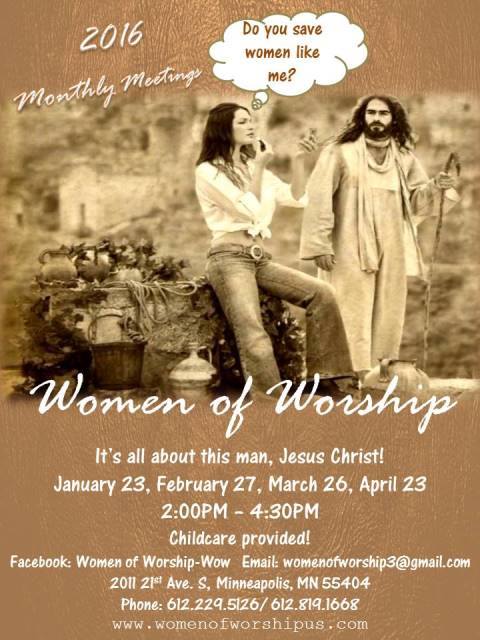 2016
Monthly Meetings
Do you save
women like
me?
Women of Worship
It's all about this man, Jesus Christ!
January 23, February 27, March 26, April 23
2:00PM - 4:30PM
Childcare provided!
Facebook: Women of Worship-Wow   Email: womenofworship3@gmail.com
2011 21st Ave. S, Minneapolis, MN 55404
Phone: 612.229.5126/ 612.819.1668
www.womenofworshipus.com